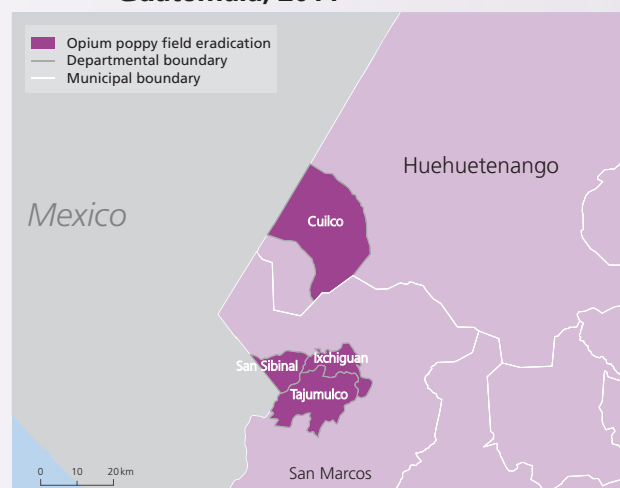 Opium poppy field eradication
Departmental boundary
Municipal boundary
Huehuetenango
Mexico
Cuilco
San Sibinal
Ixchiguan
Tajumulco
San Marcos
0 10 20 km